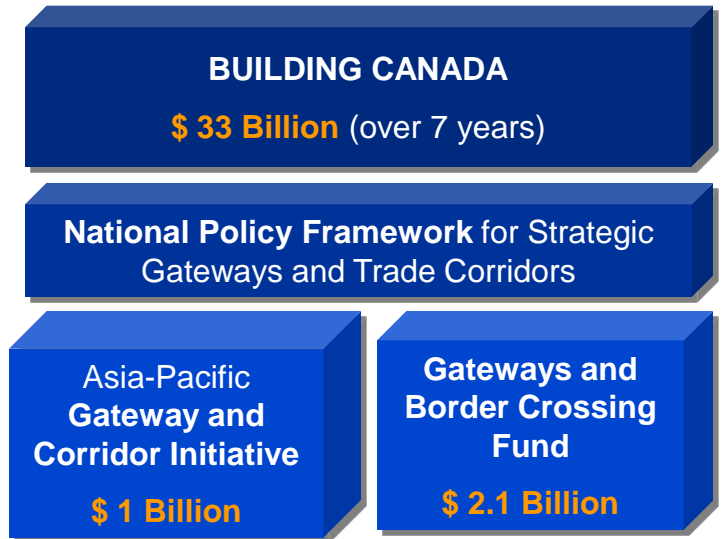 BUILDING CANADA
$ 33 Billion (over 7 years)
National Policy Framework for Strategic
Gateways and Trade Corridors
Asia-Pacific
Gateway and
Corridor Initiative
$ 1 Billion
Gateways and
Border Crossing
Fund
$ 2.1 Billion